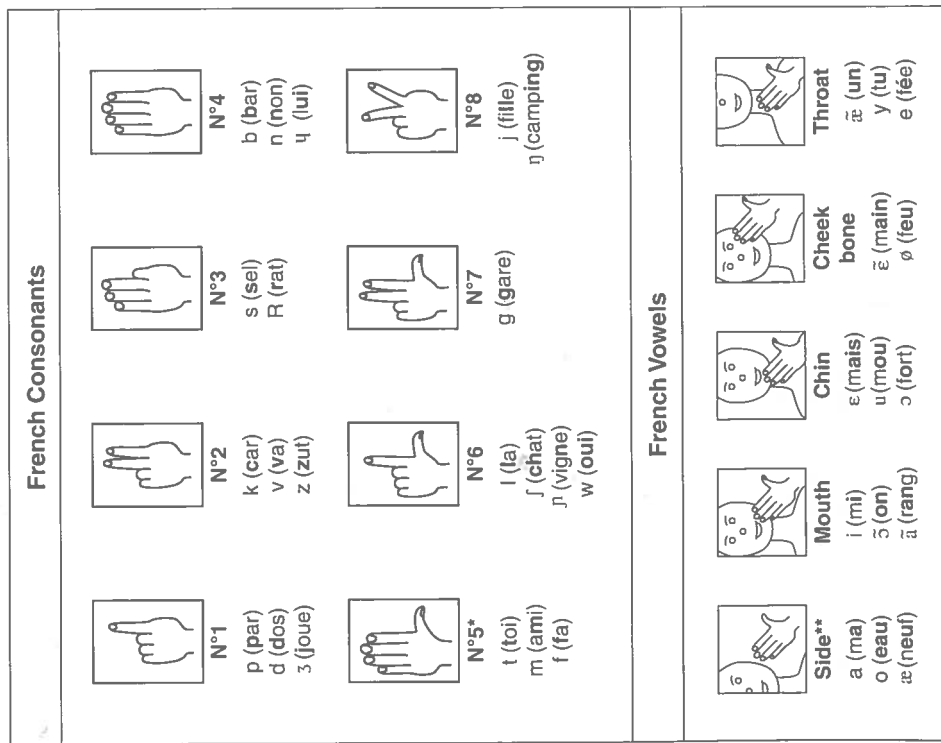 French Consonants
N°1
p (par)
d (dos)
ʒ (joue)
N°2
k (car)
v (va)
z (zut)
N°3
s (sel)
R (rat)
N°4
b (bar)
n (non)
ɥ (lui)
N°5*
t (toi)
m (ami)
f (fa)
N°6
l (la)
ʃ (chat)
ɲ (vigne)
w (oui)
N°7
g (gare)
N°8
j (fille)
ŋ (camping)
French Vowels
Side**
a (ma)
o (eau)
æ (neuf)
Mouth
i (mi)
ɔ̃ (on)
ã (rang)
Chin
ɛ (mais)
u (mou)
ɔ (fort)
Cheek
bone
ɛ̃ (main)
ø (feu)
Throat
æ̃ (un)
y (tu)
e (fée)